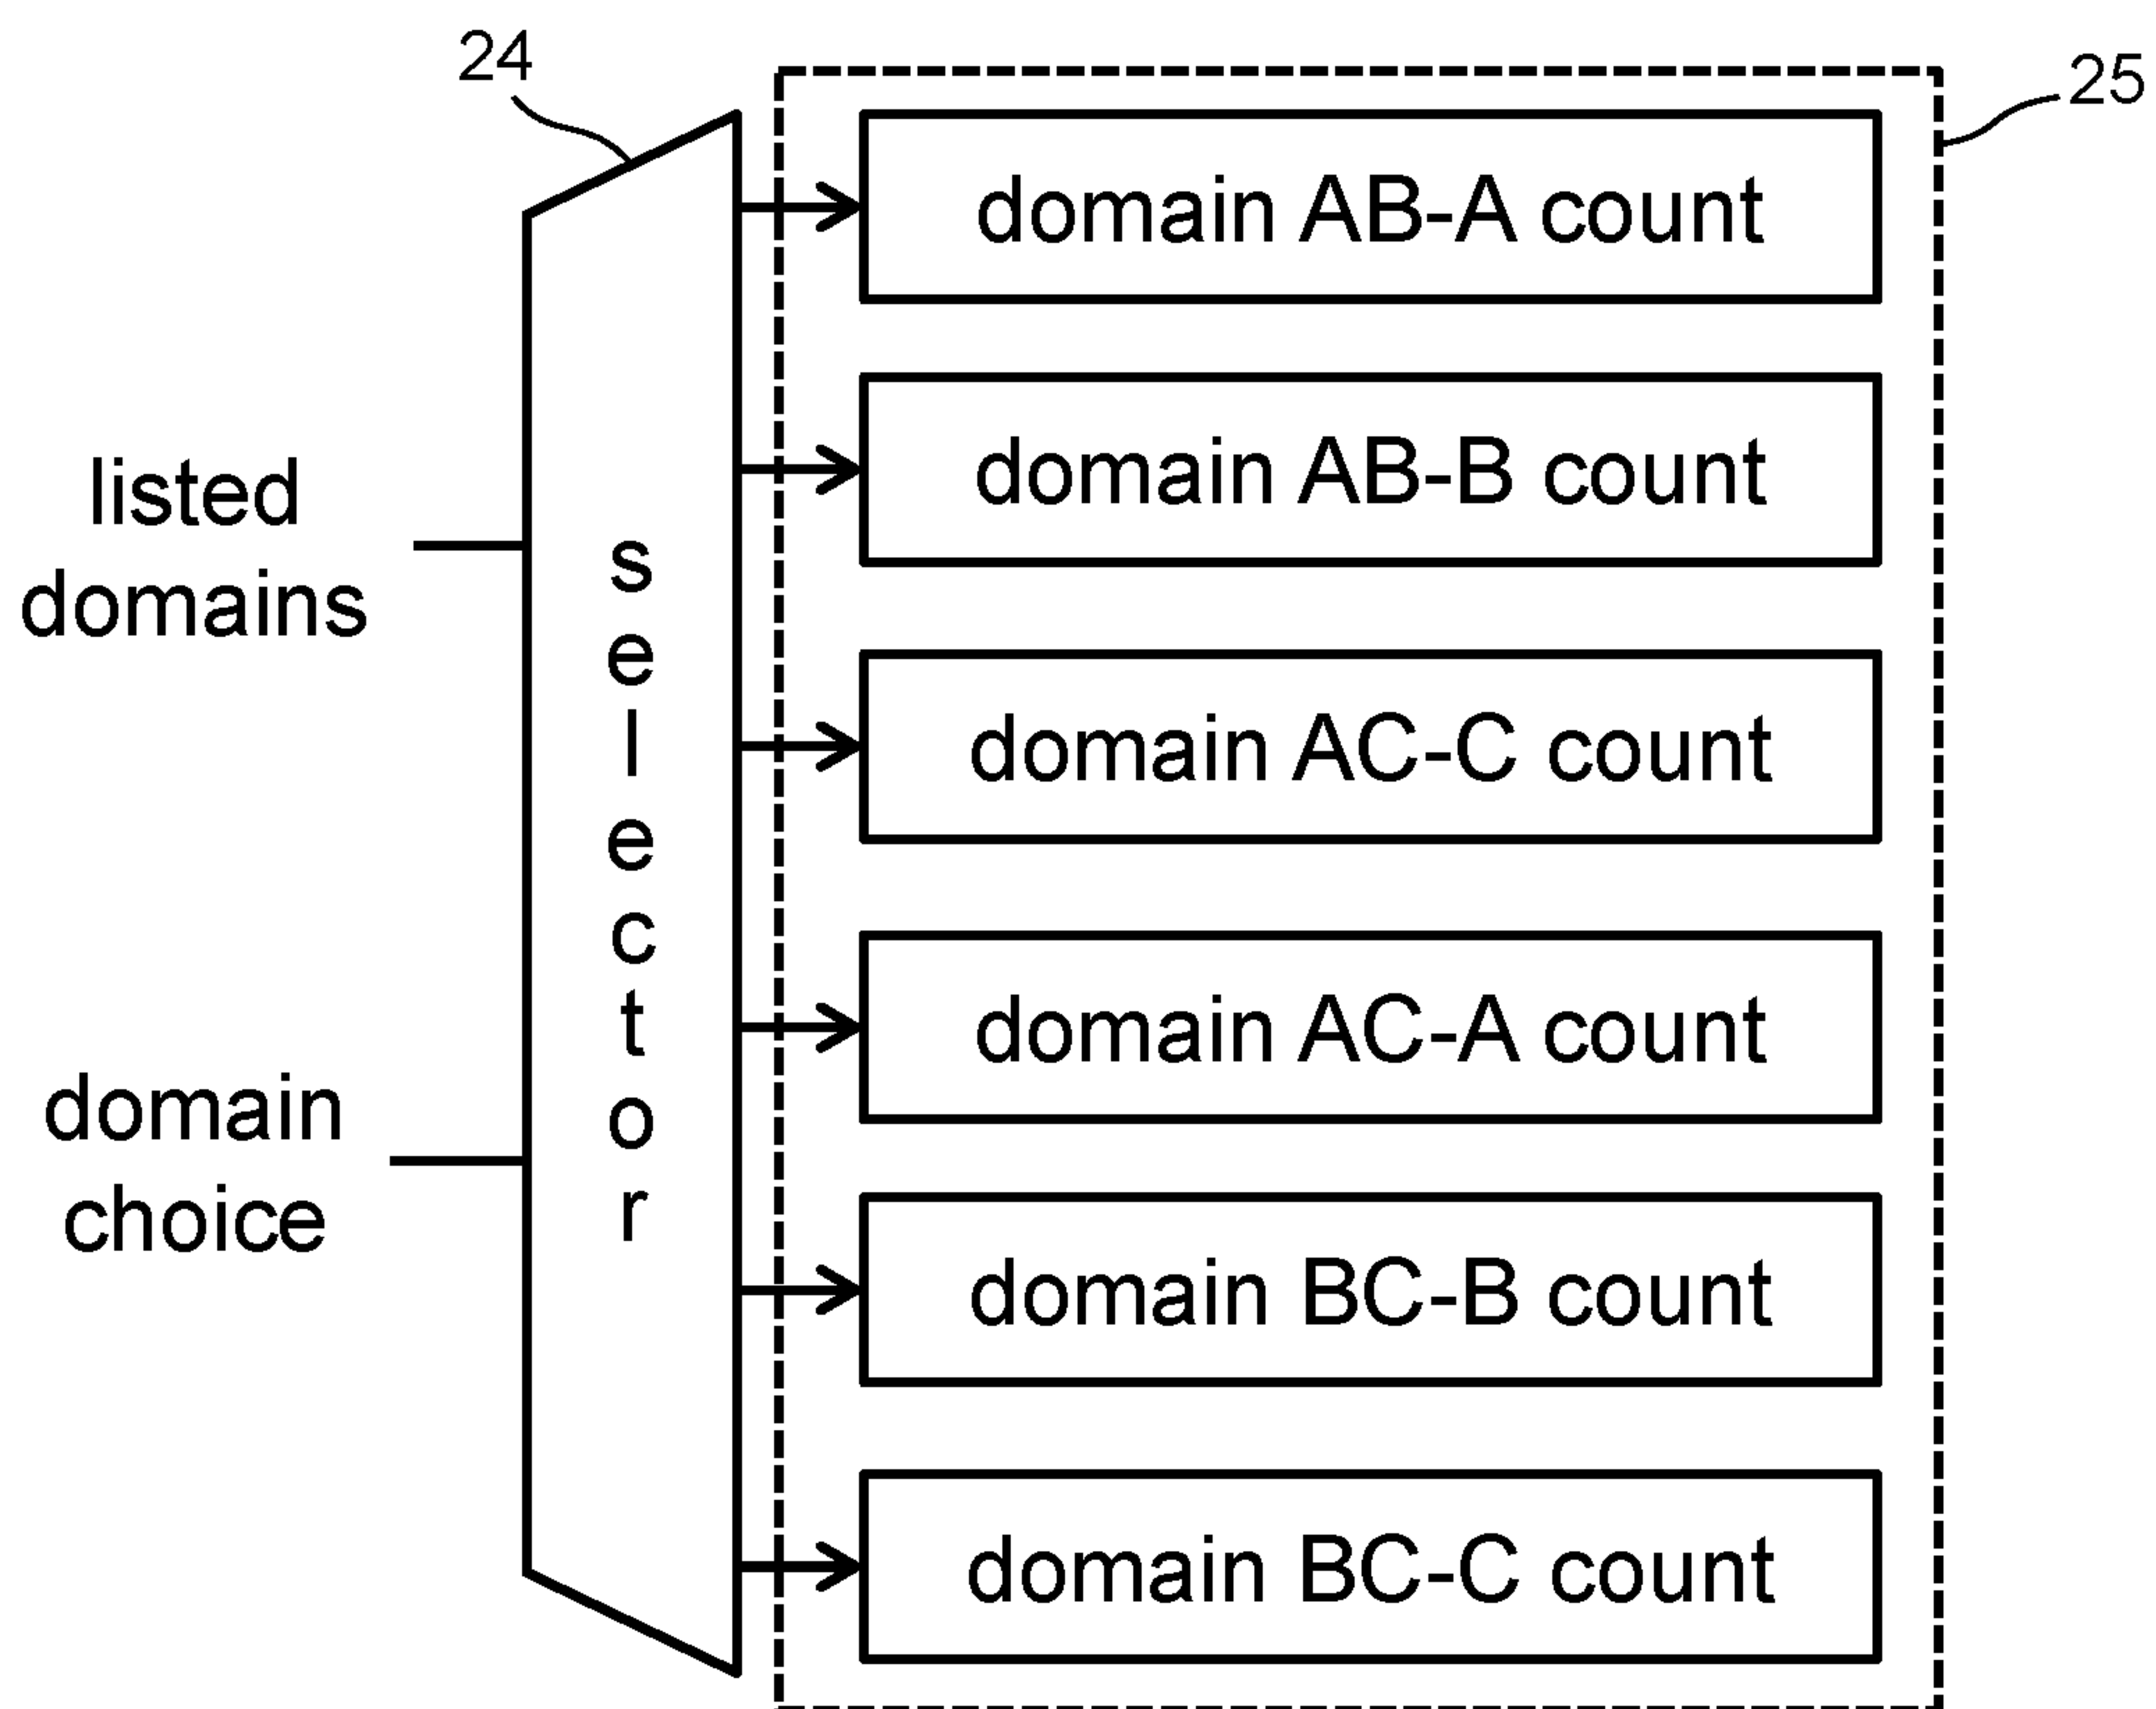 24
25
domain AB-A count
domain AB-B count
listed
domains
selector
domain AC-C count
domain AC-A count
domain
choice
domain BC-B count
domain BC-C count